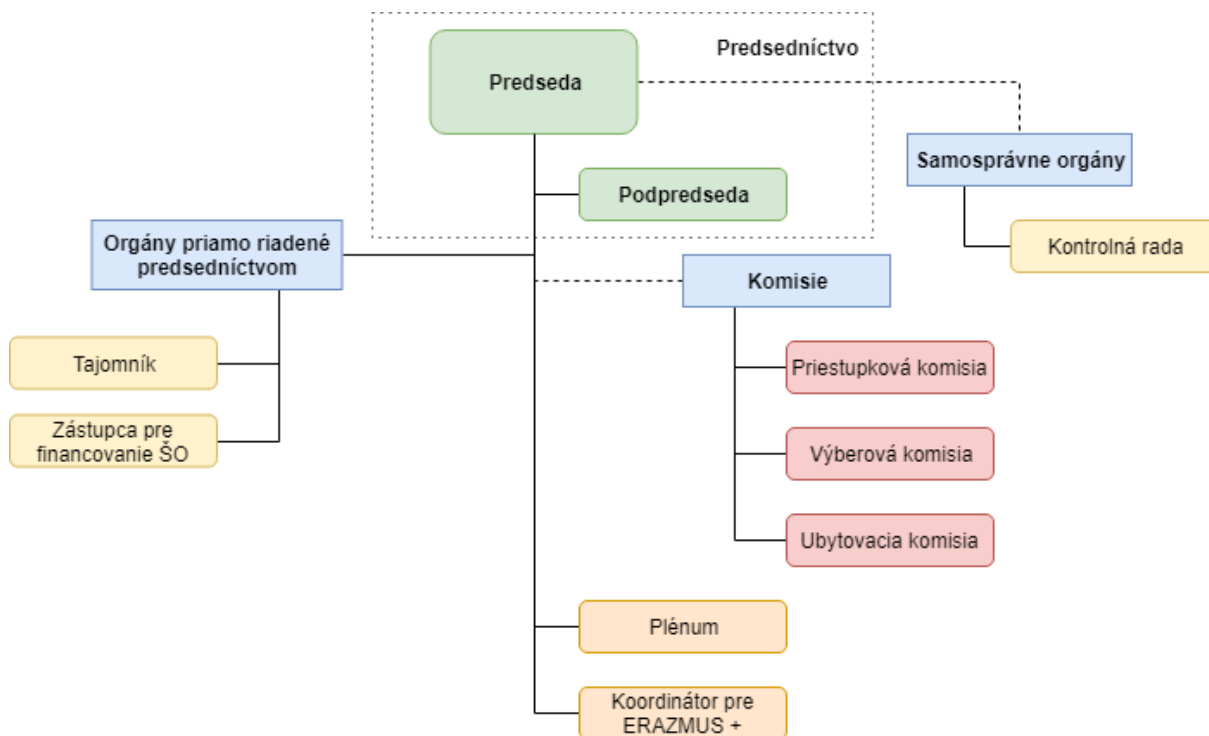 Predsedníctvo
Predseda
Samosprávne orgány
Podpredseda
Orgány priamo riadené
predsedníctvom
Kontrolná rada
Komisie
Tajomník
Priestupková komisia
Zástupca pre
financovanie ŠO
Výberová komisia
Ubytovacia komisia
Plénum
Koordinátor pre
ERAZMUS +